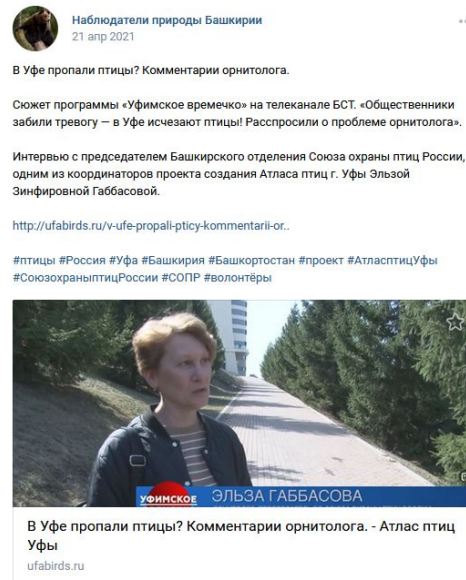 Наблюдатели природы Башкирии
21 апр 2021
В Уфе пропали птицы? Комментарии орнитолога.
Сюжет программы «Уфимское времечко» на телеканале БСТ. «Общественники
забили тревогу — в Уфе исчезают птицы! Расспросили о проблеме орнитолога».
Интервью с председателем Башкирского отделения Союза охраны птиц России,
одним из координаторов проекта создания Атласа птиц г. Уфы Эльзой
Зинфировной Габбасовой.
http://ufabirds.ru/v-ufe-propali-pticy-kommentarii-or..
#птицы #Россия #Уфа #Башкирия #Башкортостан #проект #АтласптицУфы
#СоюзохраныптицРоссии #СОПР #волонтёры
УФИМСКОЕ
ЭЛЬЗА ГАББАСОВА
В Уфе пропали птицы? Комментарии орнитолога. - Атлас птиц
Уфы
ufabirds.ru